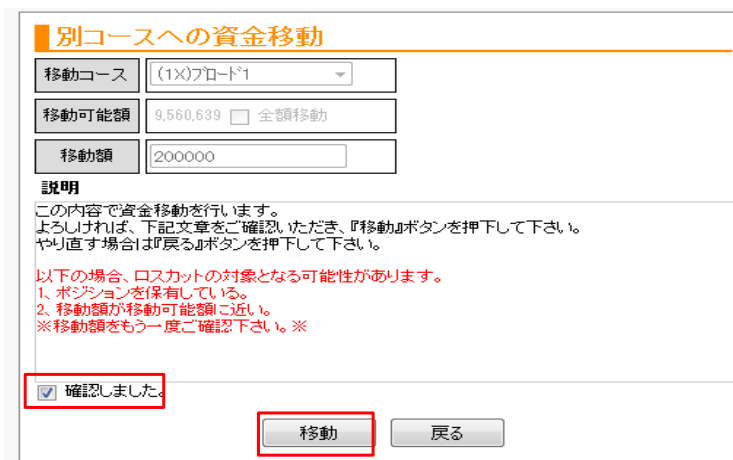 別コースへの資金移動
移動コース (1X)ブロード1
移動可能額 9,560,639 全額移動
移動額 200000
説明
この内容で資金移動を行います。
よろしければ、下記文章をご確認いただき、『移動』ボタンを押下して下さい。
やり直す場合は『戻る』ボタンを押下して下さい。
以下の場合、ロスカットの対象となる可能性があります。
1、ポジションを保有している。
2、移動額が移動可能額に近い。
※移動額をもう一度ご確認下さい。※
確認しました。
移動 戻る